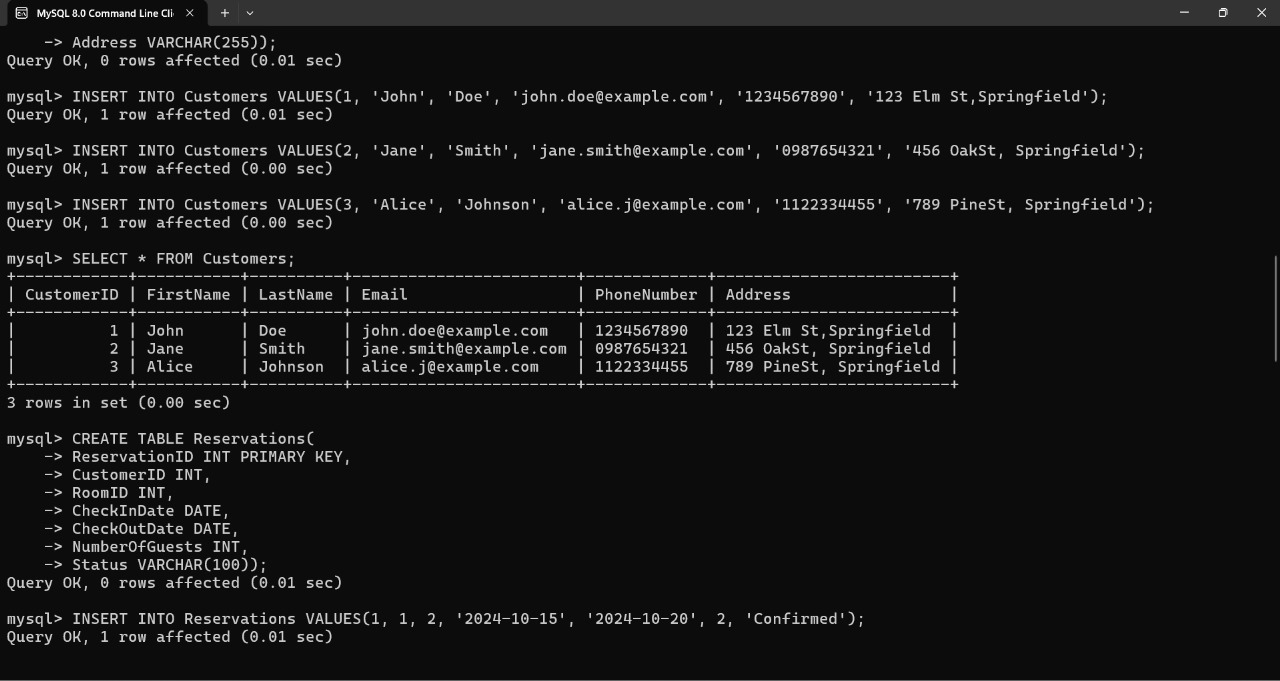 MySQL 8.0 Command Line Cli
    -> Address VARCHAR(255));
Query OK, 0 rows affected (0.01 sec)
mysql> INSERT INTO Customers VALUES(1, 'John', 'Doe', 'john.doe@example.com', '1234567890', '123 Elm St,Springfield');
Query OK, 1 row affected (0.01 sec)
mysql> INSERT INTO Customers VALUES(2, 'Jane', 'Smith', 'jane.smith@example.com', '0987654321', '456 OakSt, Springfield');
Query OK, 1 row affected (0.00 sec)
mysql> INSERT INTO Customers VALUES(3, 'Alice', 'Johnson', 'alice.j@example.com', '1122334455', '789 PineSt, Springfield');
Query OK, 1 row affected (0.00 sec)
mysql> SELECT * FROM Customers;
+------------+-----------+----------+------------------------+-------------+-------------------------+
| CustomerID | FirstName | LastName | Email                  | PhoneNumber | Address                 |
+------------+-----------+----------+------------------------+-------------+-------------------------+
|          1 | John      | Doe      | john.doe@example.com   | 1234567890  | 123 Elm St,Springfield  |
|          2 | Jane      | Smith    | jane.smith@example.com | 0987654321  | 456 OakSt, Springfield  |
|          3 | Alice     | Johnson  | alice.j@example.com    | 1122334455  | 789 PineSt, Springfield |
+------------+-----------+----------+------------------------+-------------+-------------------------+
3 rows in set (0.00 sec)
mysql> CREATE TABLE Reservations(
    -> ReservationID INT PRIMARY KEY,
    -> CustomerID INT,
    -> RoomID INT,
    -> CheckInDate DATE,
    -> CheckOutDate DATE,
    -> NumberOfGuests INT,
    -> Status VARCHAR(100));
Query OK, 0 rows affected (0.01 sec)
mysql> INSERT INTO Reservations VALUES(1, 1, 2, '2024-10-15', '2024-10-20', 2, 'Confirmed');
Query OK, 1 row affected (0.01 sec)